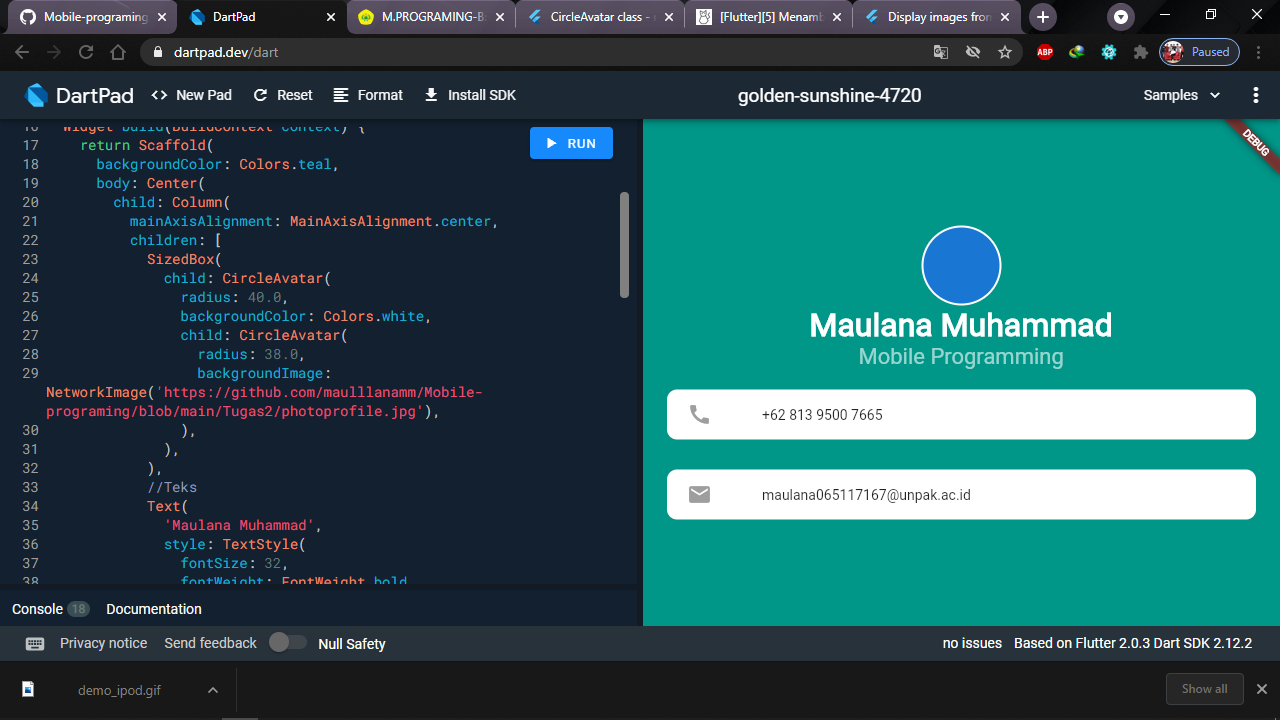 Mobile-programing
DartPad
M.PROGRAMING-B
CircleAvatar class -
[Flutter][5] Menamb
Display images from
dartpad.dev/dart
ABP
Paused
DartPad
New Pad
Reset
Format
Install SDK
golden-sunshine-4720
Samples
16 Widget build(BuildContext context) {
17 return Scaffold(
18 backgroundColor: Colors.teal,
19 body: Center(
20 child: Column(
21 mainAxisAlignment: MainAxisAlignment.center,
22 children: [
23 SizedBox(
24 child: CircleAvatar(
25 radius: 40.0,
26 backgroundColor: Colors.white,
27 child: CircleAvatar(
28 radius: 38.0,
29 backgroundImage:
NetworkImage('https://github.com/maulllanamm/Mobile-
programing/blob/main/Tugas2/photoprofile.jpg'),
30 ),
31 ),
32 ),
33 //Teks
34 Text(
35 'Maulana Muhammad',
36 style: TextStyle(
37 fontSize: 32,
38 fontWeight: FontWeight.bold
RUN
DEBUG
Maulana Muhammad
Mobile Programming
+62 813 9500 7665
maulana065117167@unpak.ac.id
Console 18
Documentation
Privacy notice
Send feedback
Null Safety
no issues
Based on Flutter 2.0.3 Dart SDK 2.12.2
demo_ipod.gif
Show all